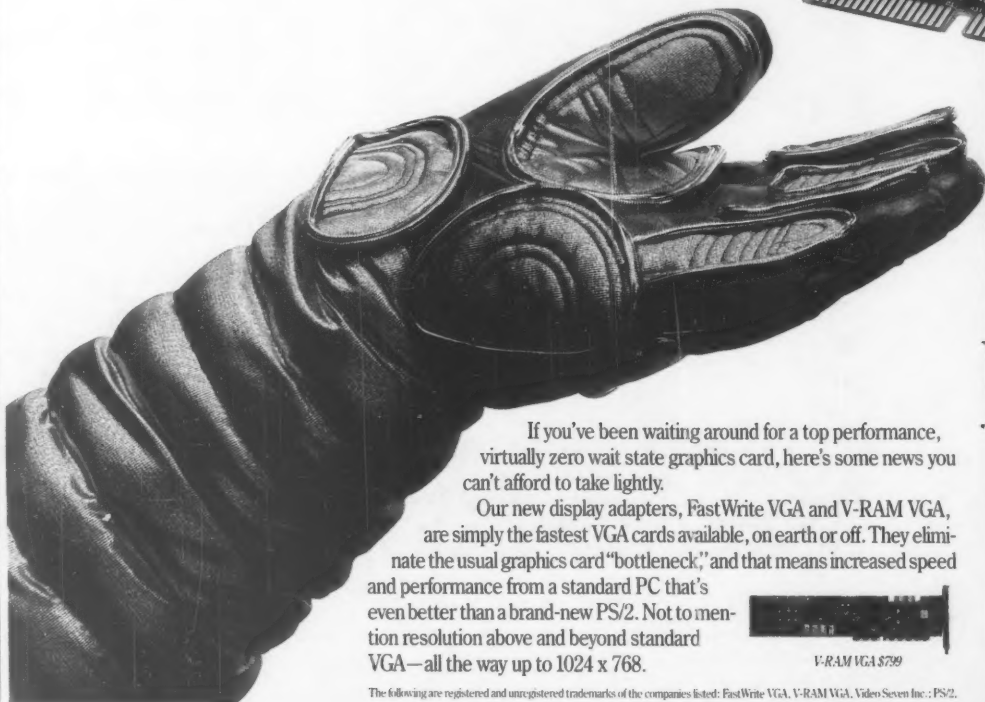 If you've been waiting around for a top performance,
virtually zero wait state graphics card, here's some news you
can't afford to take lightly.
Our new display adapters, FastWrite VGA and V-RAM VGA,
are simply the fastest VGA cards available, on earth or off. They elimi-
nate the usual graphics card "bottleneck," and that means increased speed
and performance from a standard PC that's
even better than a brand-new PS/2. Not to men-
tion resolution above and beyond standard
VGA—all the way up to 1024 x 768.
V-RAM VGA $799
The following are registered and unregistered trademarks of the companies listed: FastWrite VGA, V-RAM VGA, Video Seven Inc.; PS/2,